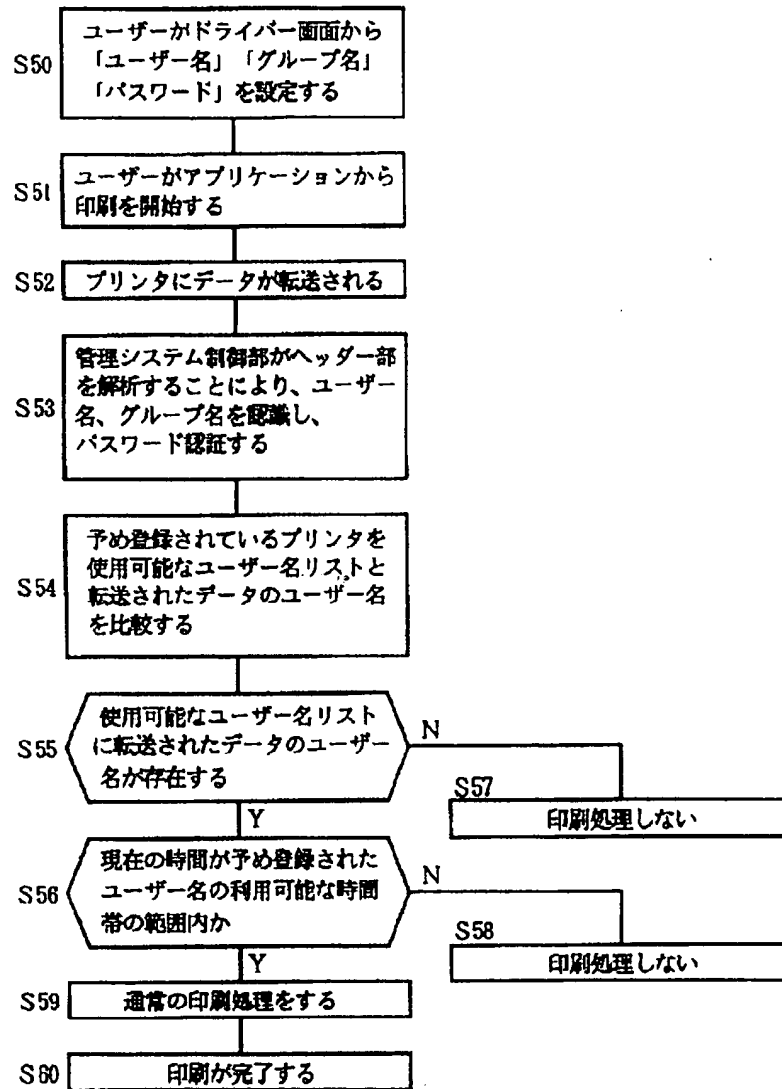 S50
ユーザーがドライバー画面から
「ユーザー名」「グループ名」
「パスワード」を設定する
S51
ユーザーがアプリケーションから
印刷を開始する
S52
プリンタにデータが転送される
S53
管理システム制御部がヘッダー部
を解析することにより、ユーザー
名、グループ名を認識し、
パスワード認証する
S54
予め登録されているプリンタを
使用可能なユーザー名リストと
転送されたデータのユーザー名
を比較する
S55
使用可能なユーザー名リスト
に転送されたデータのユーザー
名が存在する
N
S57
印刷処理しない
Y
S56
現在の時間が予め登録された
ユーザー名の利用可能な時間
帯の範囲内か
N
S58
印刷処理しない
Y
S59
通常の印刷処理をする
S60
印刷が完了する